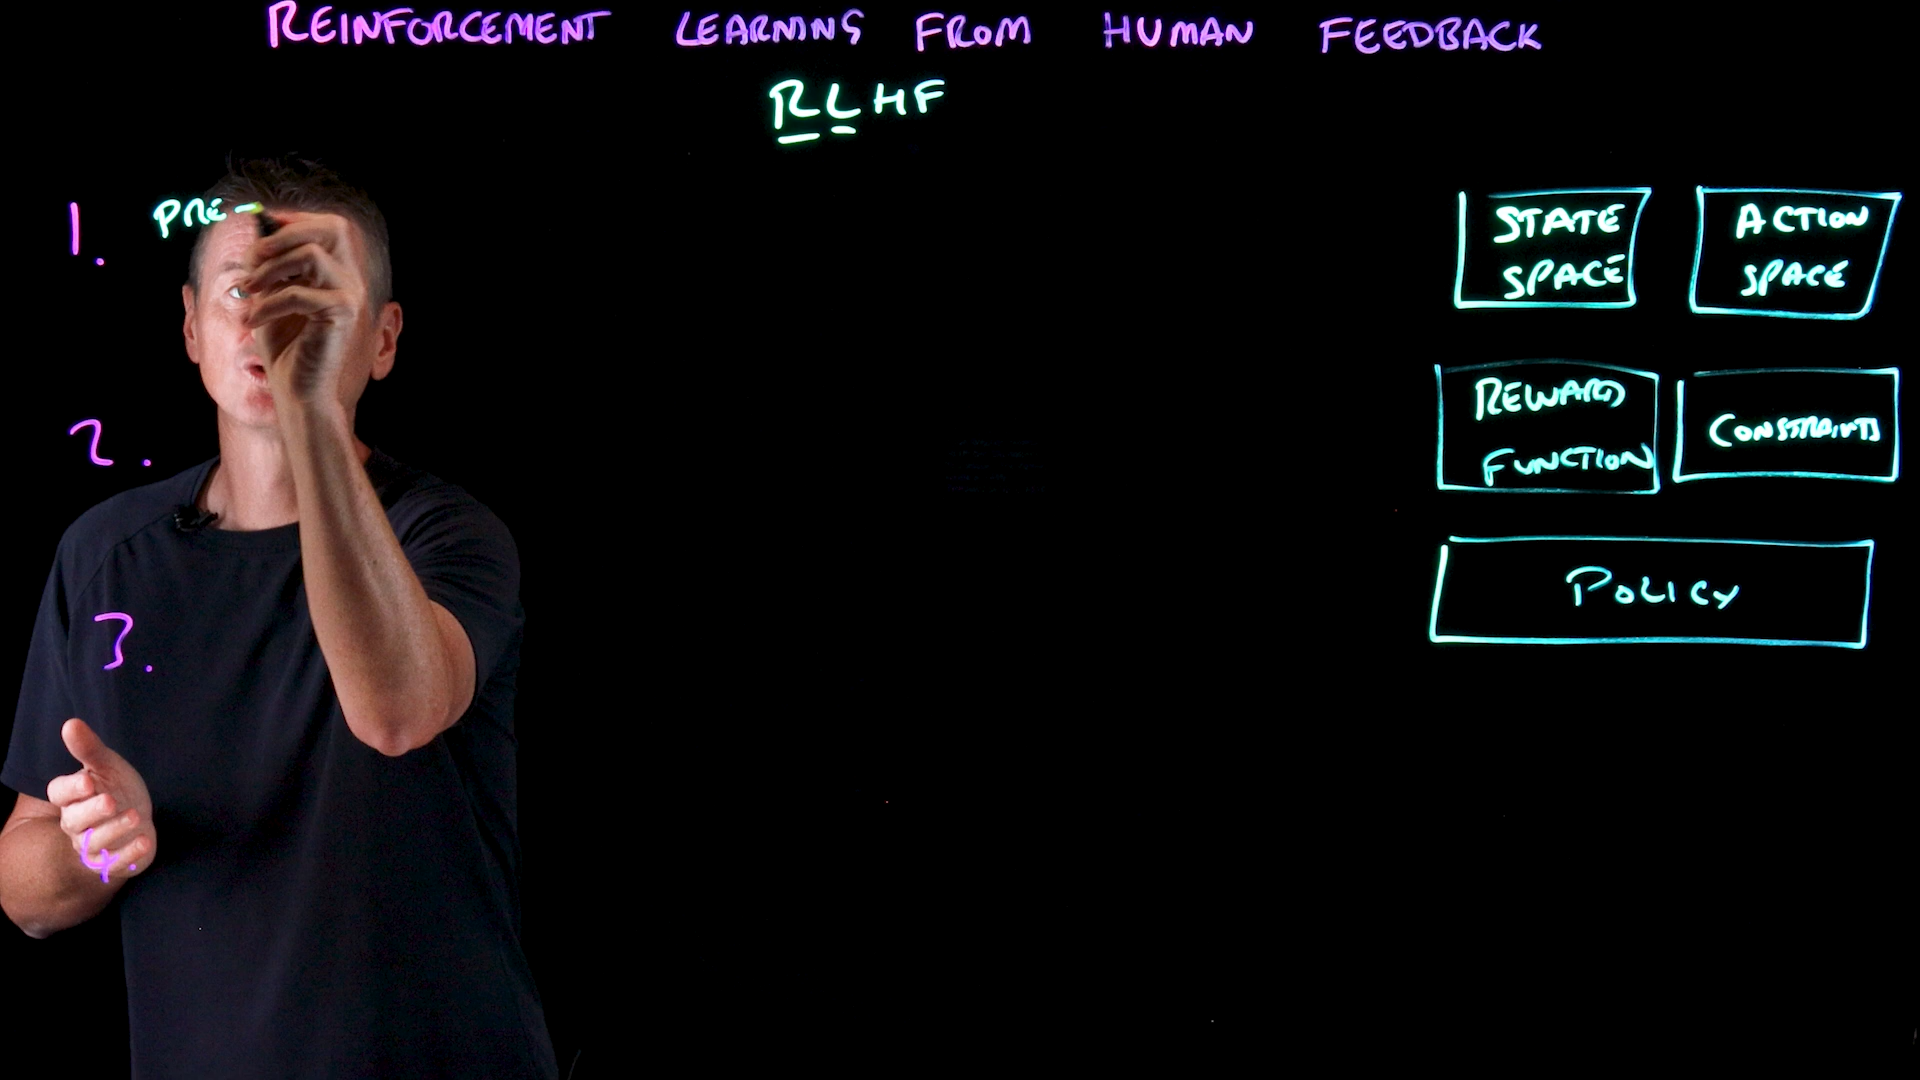 REINFORCEMENT LEARNING FROM HUMAN FEEDBACK
RLHF
1. PRE-
2.
3.
4.
STATE
SPACE
ACTION
SPACE
REWARD
FUNCTION
CONSTRAINTS
POLICY